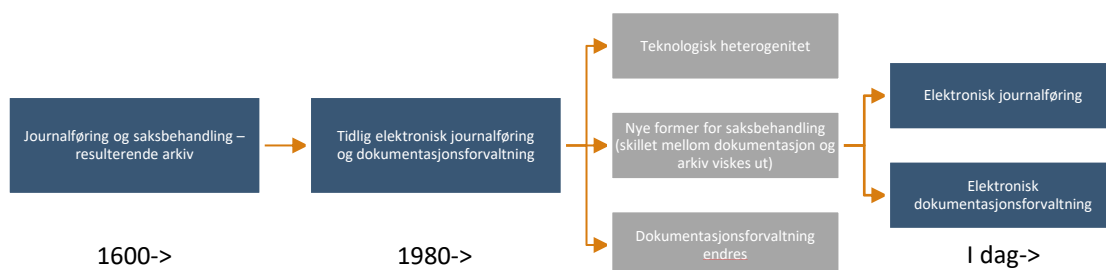 Journalføring og saksbehandling –
resulterende arkiv
Tidlig elektronisk journalføring
og dokumentasjonsforvaltning
Teknologisk heterogenitet
Nye former for saksbehandling
(skillet mellom dokumentasjon og
arkiv viskes ut)
Dokumentasjonsforvaltning
endres
Elektronisk journalføring
Elektronisk
dokumentasjonsforvaltning
1600->
1980->
I dag->